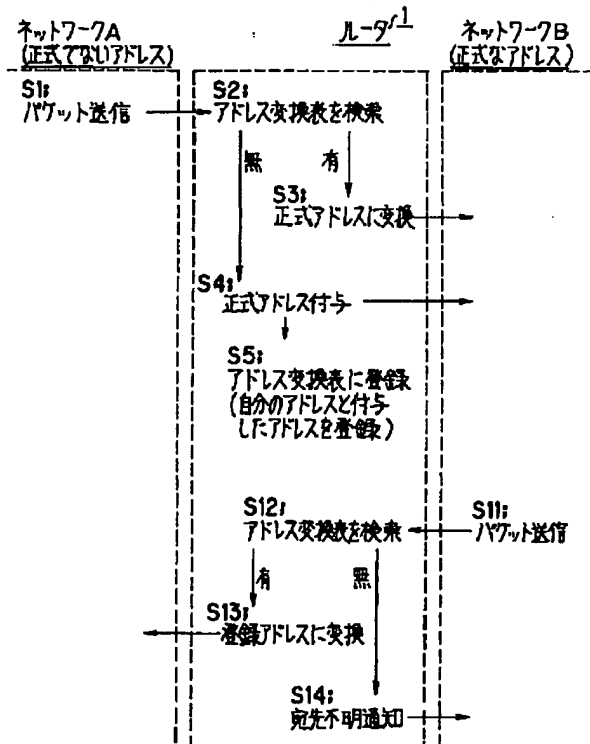 ネットワークA
(正式でないアドレス)
ルータ 1
ネットワークB
(正式なアドレス)
S1;
パケット送信
S2;
アドレス変換表を検索
無
有
S3;
正式アドレスに変換
S4;
正式アドレス付与
S5;
アドレス変換表に登録
(自分のアドレスと付与
したアドレスを登録)
S12;
アドレス変換表を検索
S11;
パケット送信
有
無
S13;
登録アドレスに変換
S14;
宛先不明通知